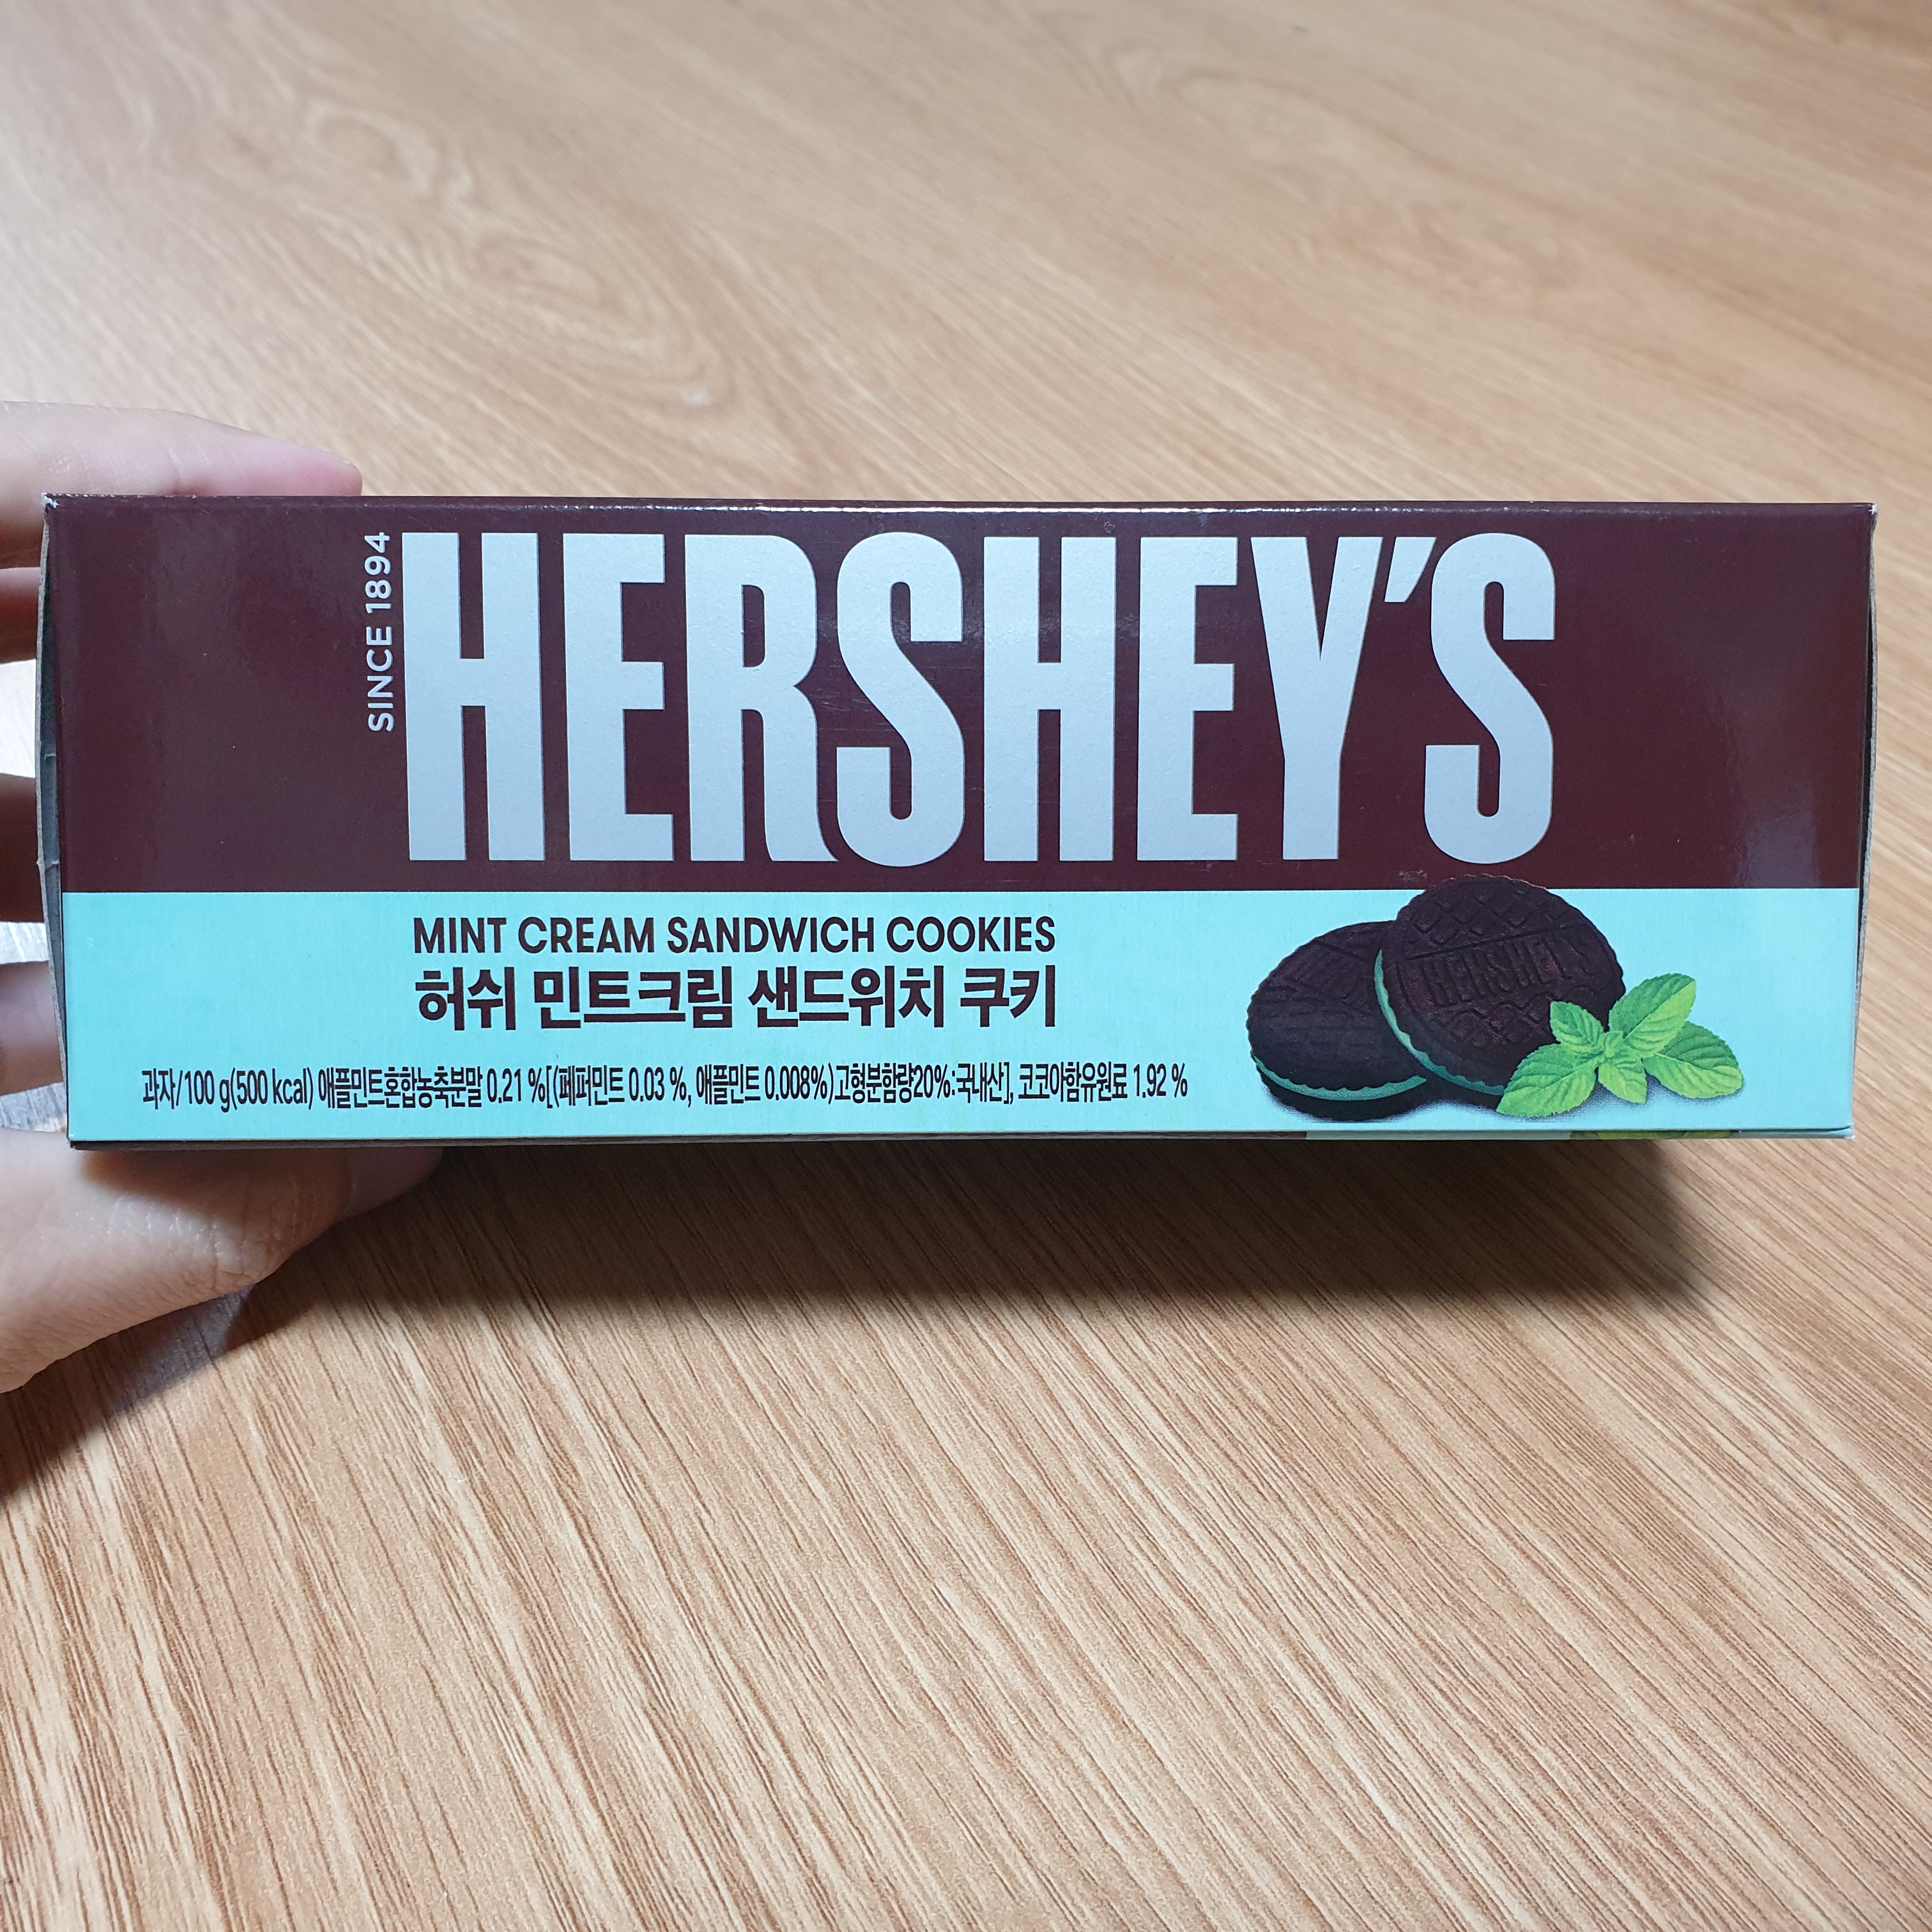 SINCE 1894
HERSHEY'S
MINT CREAM SANDWICH COOKIES
허쉬 민트크림 샌드위치 쿠키
과자/100 g(500 kcal) 애플민트혼합농축분말 0.21 %[(페퍼민트 0.03 %, 애플민트 0.008%)고형분함량20%:국내산], 코코아함유원료 1.92 %
HERSHEY'S